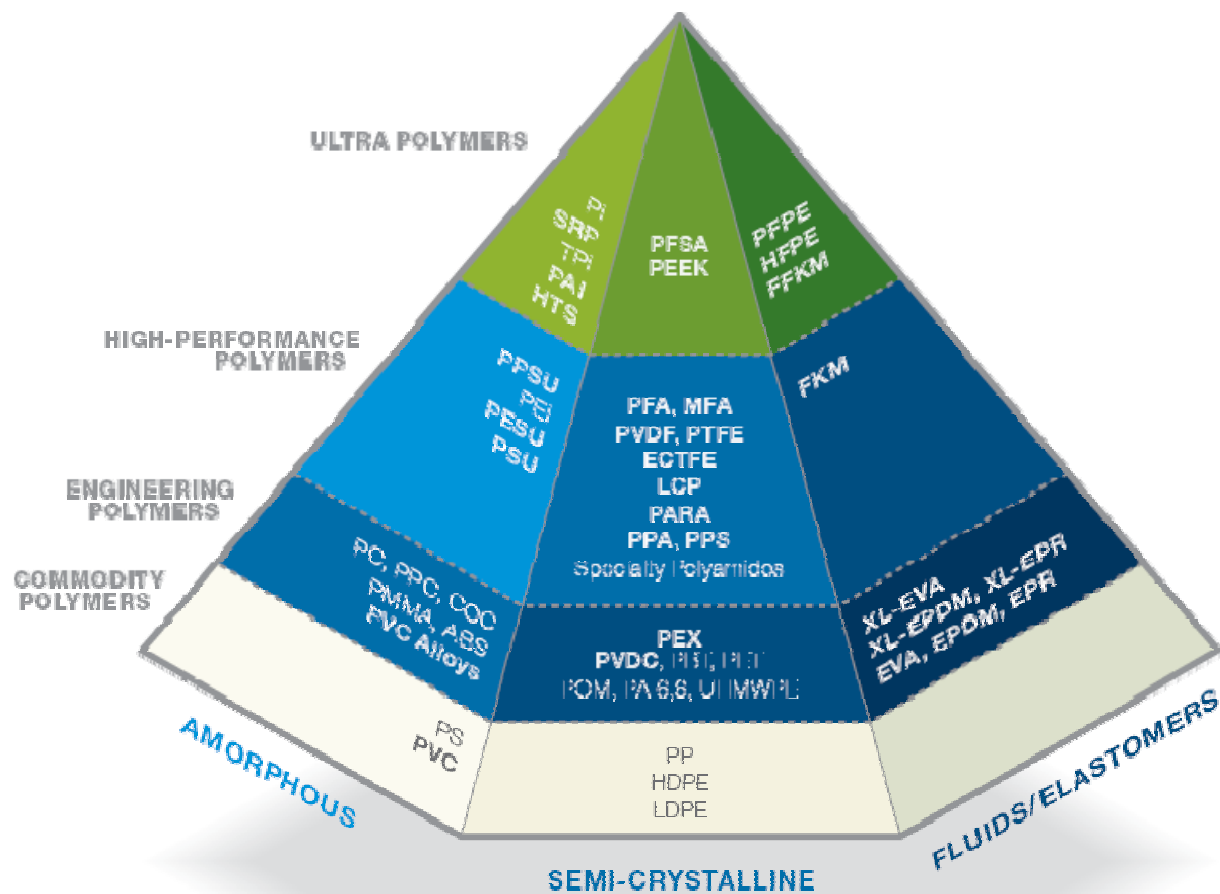 ULTRA POLYMERS
PI
SRP
TPI
PAI
HTS
PFSA
PEEK
PFPE
HFPE
FFKM
HIGH-PERFORMANCE
POLYMERS
PPSU
PEI
PESU
PSU
PFA, MFA
PVDF, PTFE
ECTFE
LCP
PARA
PPA, PPS
Specialty Polyamides
FKM
ENGINEERING
POLYMERS
PC, PPC, COC
PMMA, ABS
PVC Alloys
PEX
PVDC, PBT, PET
POM, PA 6,6, UHMWPE
XL-EVA
XL-EPDM, XL-EPR
EVA, EPDM, EPR
COMMODITY
POLYMERS
PS
PVC
PP
HDPE
LDPE
AMORPHOUS
SEMI-CRYSTALLINE
FLUIDS/ELASTOMERS